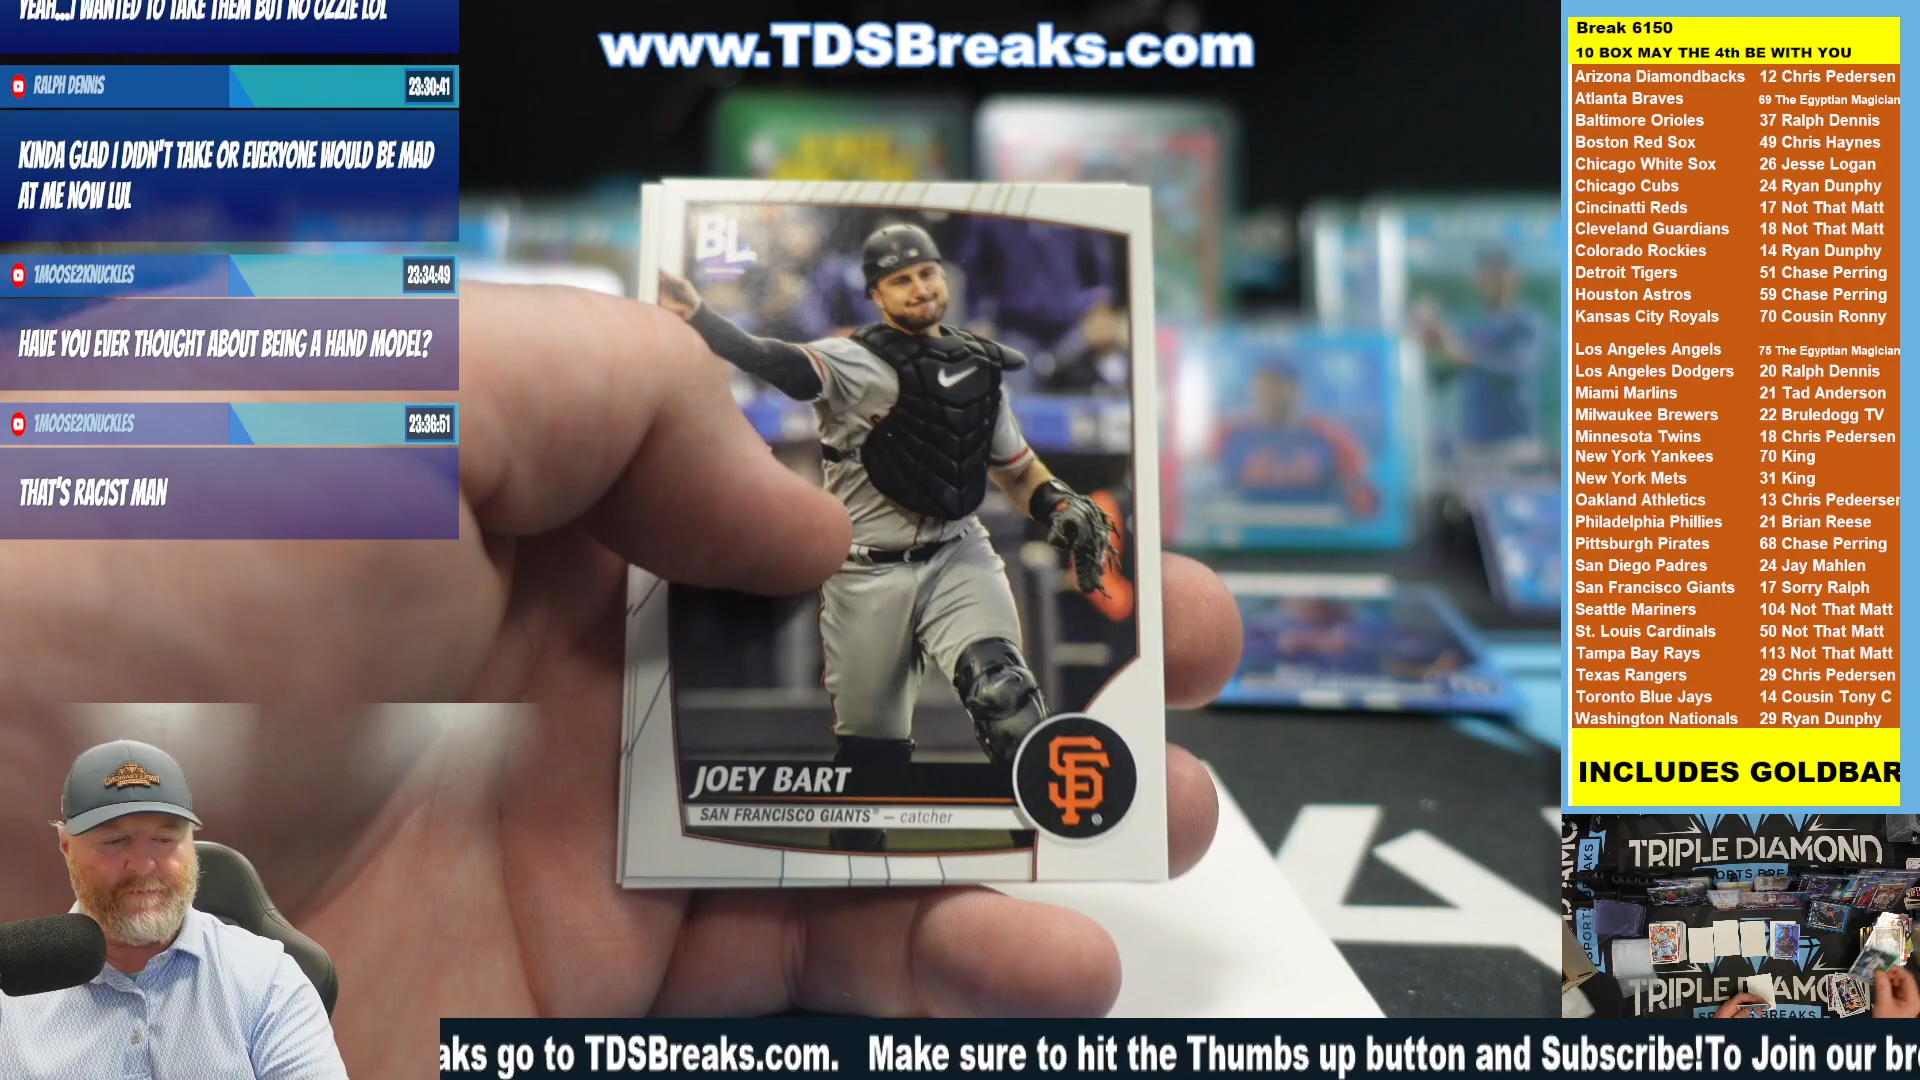 YEAH...I WANTED TO TAKE THEM BUT NO OZZIE LOL
RALPH DENNIS
23:30:41
KINDA GLAD I DIDN'T TAKE OR EVERYONE WOULD BE MAD
AT ME NOW LUL
1MOOSE2KNUCKLES
23:34:49
HAVE YOU EVER THOUGHT ABOUT BEING A HAND MODEL?
1MOOSE2KNUCKLES
23:36:51
THAT'S RACIST MAN
www.TDSBreaks.com
BL
JOEY BART
SAN FRANCISCO GIANTS — catcher
SF
Mets
Break 6150
10 BOX MAY THE 4th BE WITH YOU
Arizona Diamondbacks 12 Chris Pedersen
Atlanta Braves 69 The Egyptian Magician
Baltimore Orioles 37 Ralph Dennis
Boston Red Sox 49 Chris Haynes
Chicago White Sox 26 Jesse Logan
Chicago Cubs 24 Ryan Dunphy
Cincinatti Reds 17 Not That Matt
Cleveland Guardians 18 Not That Matt
Colorado Rockies 14 Ryan Dunphy
Detroit Tigers 51 Chase Perring
Houston Astros 59 Chase Perring
Kansas City Royals 70 Cousin Ronny
Los Angeles Angels 75 The Egyptian Magician
Los Angeles Dodgers 20 Ralph Dennis
Miami Marlins 21 Tad Anderson
Milwaukee Brewers 22 Bruledogg TV
Minnesota Twins 18 Chris Pedersen
New York Yankees 70 King
New York Mets 31 King
Oakland Athletics 13 Chris Pedeersen
Philadelphia Phillies 21 Brian Reese
Pittsburgh Pirates 68 Chase Perring
San Diego Padres 24 Jay Mahlen
San Francisco Giants 17 Sorry Ralph
Seattle Mariners 104 Not That Matt
St. Louis Cardinals 50 Not That Matt
Tampa Bay Rays 113 Not That Matt
Texas Rangers 29 Chris Pedersen
Toronto Blue Jays 14 Cousin Tony C
Washington Nationals 29 Ryan Dunphy
INCLUDES GOLDBAR
TRIPLE DIAMOND
SPORTS BREAKS
TRIPLE DIAMOND
SPORTS BREAKS
aks go to TDSBreaks.com. Make sure to hit the Thumbs up button and Subscribe!To Join our bre